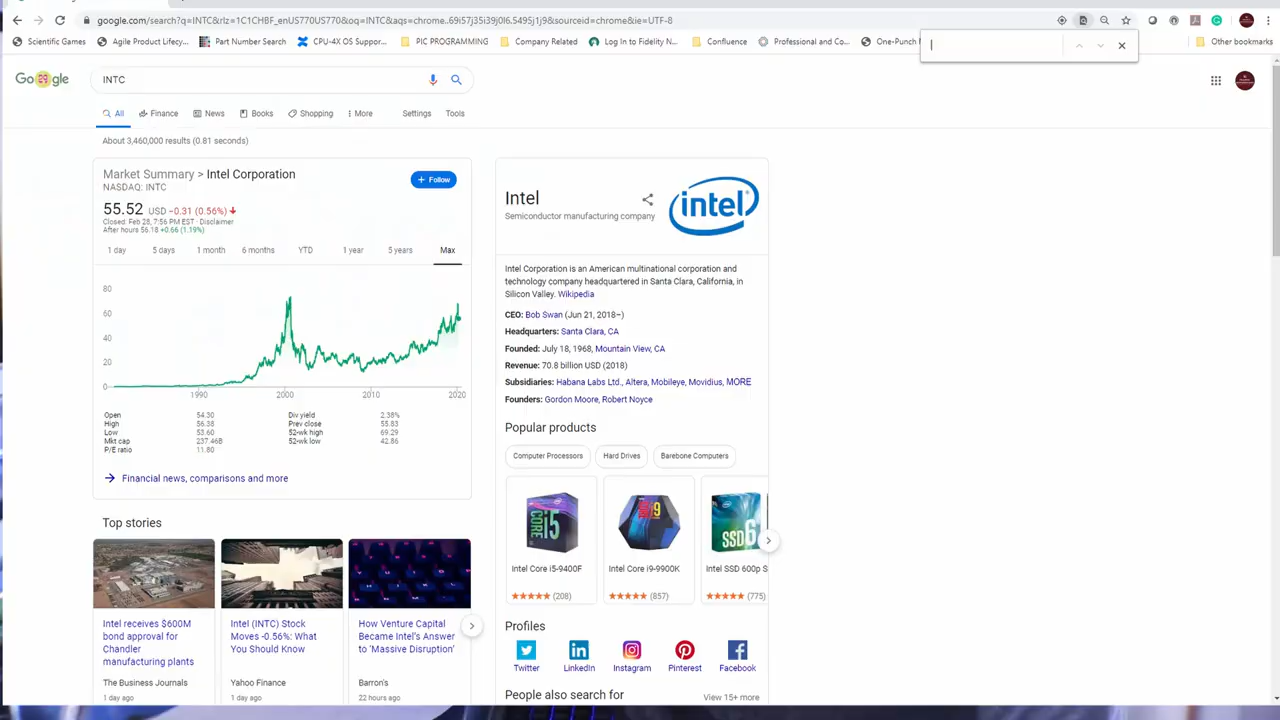 google.com/search?q=INTC&rlz=1C1CHBF_enUS770US770&oq=INTC&aqs=chrome..69i57j35i39j0l6.5495j1j9&sourceid=chrome&ie=UTF-8
Scientific Games
Agile Product Lifecy...
Part Number Search
CPU-4X OS Suppor...
PIC PROGRAMMING
Company Related
Log In to Fidelity N...
Confluence
Professional and Co...
One-Punch
Other bookmarks
Google
INTC
All
Finance
News
Books
Shopping
More
Settings
Tools
About 3,460,000 results (0.81 seconds)
Market Summary > Intel Corporation
NASDAQ: INTC
+ Follow
55.52 USD −0.31 (0.56%)
Closed: Feb 28, 7:56 PM EST · Disclaimer
After hours 56.18 +0.66 (1.19%)
1 day
5 days
1 month
6 months
YTD
1 year
5 years
Max
80
60
40
20
0
1990
2000
2010
2020
Open 54.30
High 56.38
Low 53.60
Mkt cap 237.46B
P/E ratio 11.80
Div yield 2.38%
Prev close 55.83
52-wk high 69.29
52-wk low 42.86
Financial news, comparisons and more
Top stories
Intel receives $600M
bond approval for
Chandler
manufacturing plants
The Business Journals
1 day ago
Intel (INTC) Stock
Moves -0.56%: What
You Should Know
Yahoo Finance
1 day ago
How Venture Capital
Became Intel's Answer
to 'Massive Disruption'
Barron's
22 hours ago
Intel
Semiconductor manufacturing company
intel
Intel Corporation is an American multinational corporation and
technology company headquartered in Santa Clara, California, in
Silicon Valley. Wikipedia
CEO: Bob Swan (Jun 21, 2018–)
Headquarters: Santa Clara, CA
Founded: July 18, 1968, Mountain View, CA
Revenue: 70.8 billion USD (2018)
Subsidiaries: Habana Labs Ltd., Altera, Mobileye, Movidius, MORE
Founders: Gordon Moore, Robert Noyce
Popular products
Computer Processors
Hard Drives
Barebone Computers
CORE i5
i9
SSD6
Intel Core i5-9400F
(208)
Intel Core i9-9900K
(857)
Intel SSD 600p S
(775)
Profiles
Twitter
LinkedIn
Instagram
Pinterest
Facebook
People also search for
View 15+ more